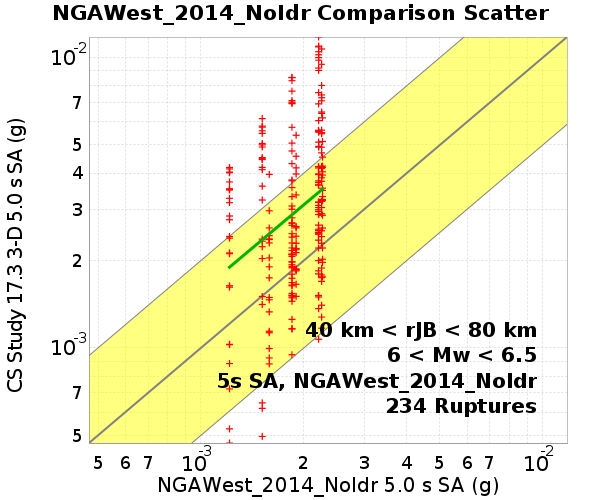 NGAWest_2014_NoIdr Comparison Scatter
CS Study 17.3 3-D 5.0 s SA (g)
10-2
7
5
4
3
2
10-3
7
5
40 km < rJB < 80 km
6 < Mw < 6.5
5s SA, NGAWest_2014_NoIdr
234 Ruptures
5 6 7 10-3 2 3 4 5 6 7 10-2
NGAWest_2014_NoIdr 5.0 s SA (g)